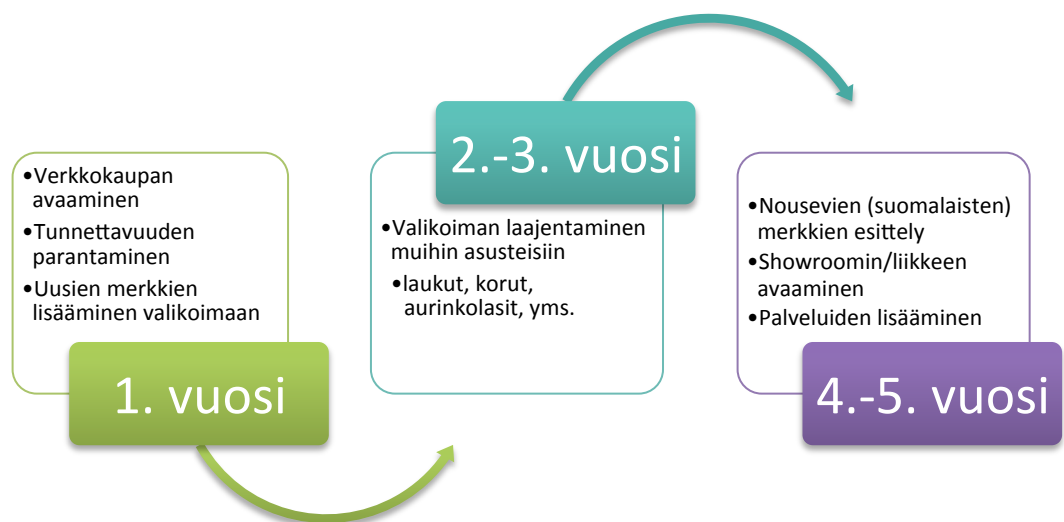 •Verkkokaupan
avaaminen
•Tunnettavuuden
parantaminen
•Uusien merkkien
lisääminen valikoimaan
1. vuosi
2.-3. vuosi
•Valikoiman laajentaminen
muihin asusteisiin
•laukut, korut,
aurinkolasit, yms.
•Nousevien (suomalaisten)
merkkien esittely
•Showroomin/liikkeen
avaaminen
•Palveluiden lisääminen
4.-5. vuosi